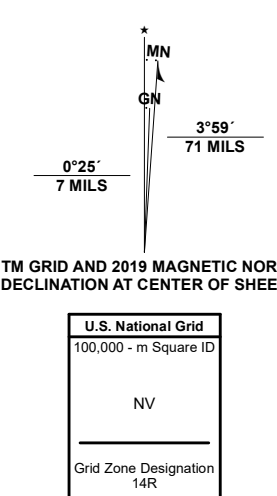 ★
MN
GN
3°59´
71 MILS
0°25´
7 MILS
TM GRID AND 2019 MAGNETIC NOR
DECLINATION AT CENTER OF SHEE
U.S. National Grid
100,000 - m Square ID
NV
Grid Zone Designation
14R